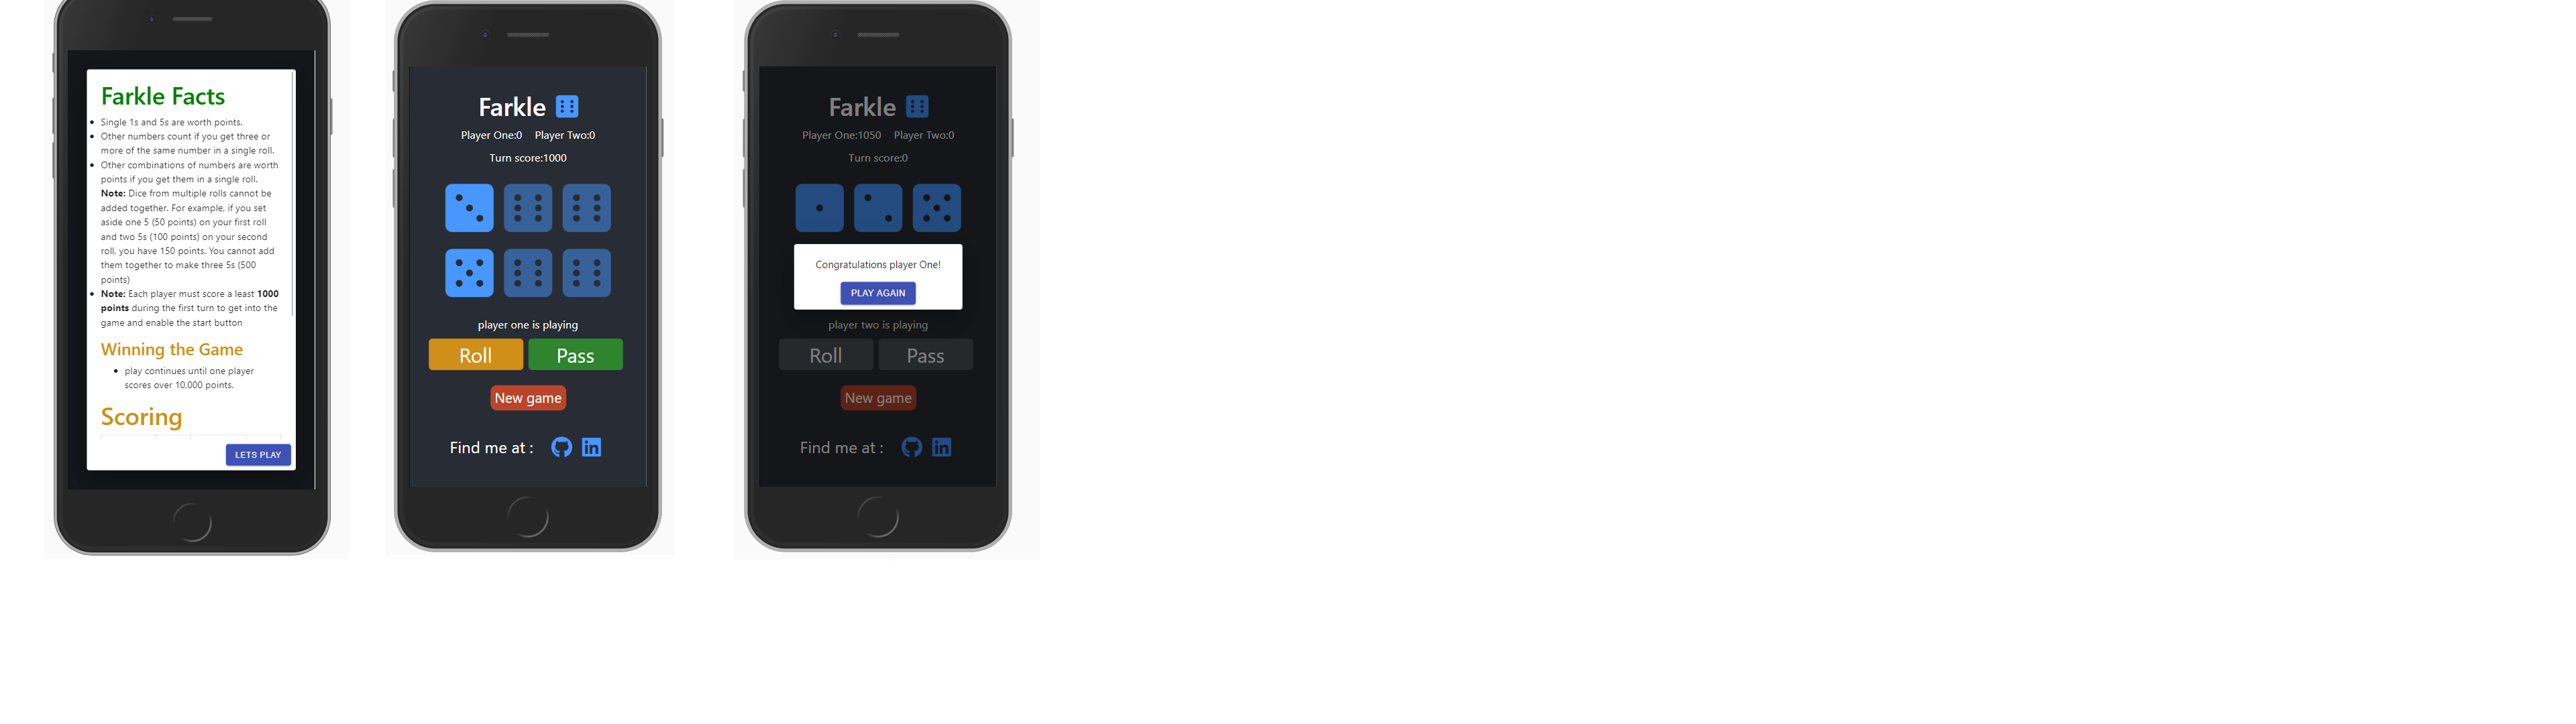 Farkle Facts
Single 1s and 5s are worth points.
Other numbers count if you get three or
more of the same number in a single roll.
Other combinations of numbers are worth
points if you get them in a single roll.
Note: Dice from multiple rolls cannot be
added together. For example, if you set
aside one 5 (50 points) on your first roll
and two 5s (100 points) on your second
roll, you have 150 points. You cannot add
them together to make three 5s (500
points)
Note: Each player must score a least 1000
points during the first turn to get into the
game and enable the start button
Winning the Game
play continues until one player
scores over 10,000 points.
Scoring
LETS PLAY
Farkle
Player One:0 Player Two:0
Turn score:1000
player one is playing
Roll Pass
New game
Find me at :
in
Farkle
Player One:1050 Player Two:0
Turn score:0
Congratulations player One!
PLAY AGAIN
player two is playing
Roll Pass
New game
Find me at :
in